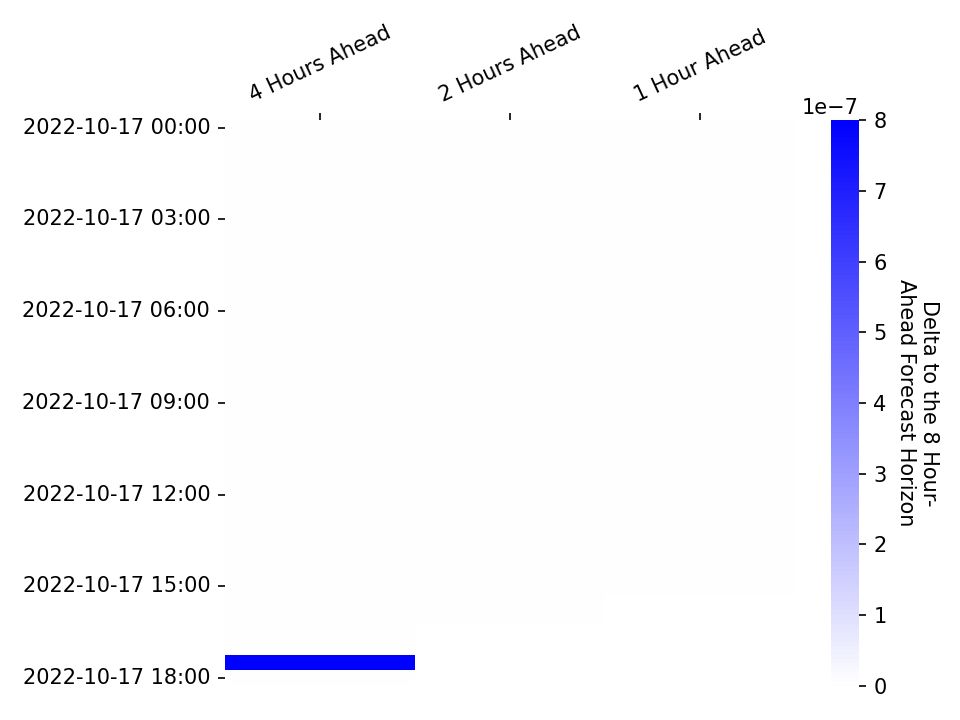 4 Hours Ahead
2 Hours Ahead
1 Hour Ahead
1e−7
2022-10-17 00:00
2022-10-17 03:00
2022-10-17 06:00
2022-10-17 09:00
2022-10-17 12:00
2022-10-17 15:00
2022-10-17 18:00
8
7
6
5
4
3
2
1
0
Delta to the 8 Hour-
Ahead Forecast Horizon